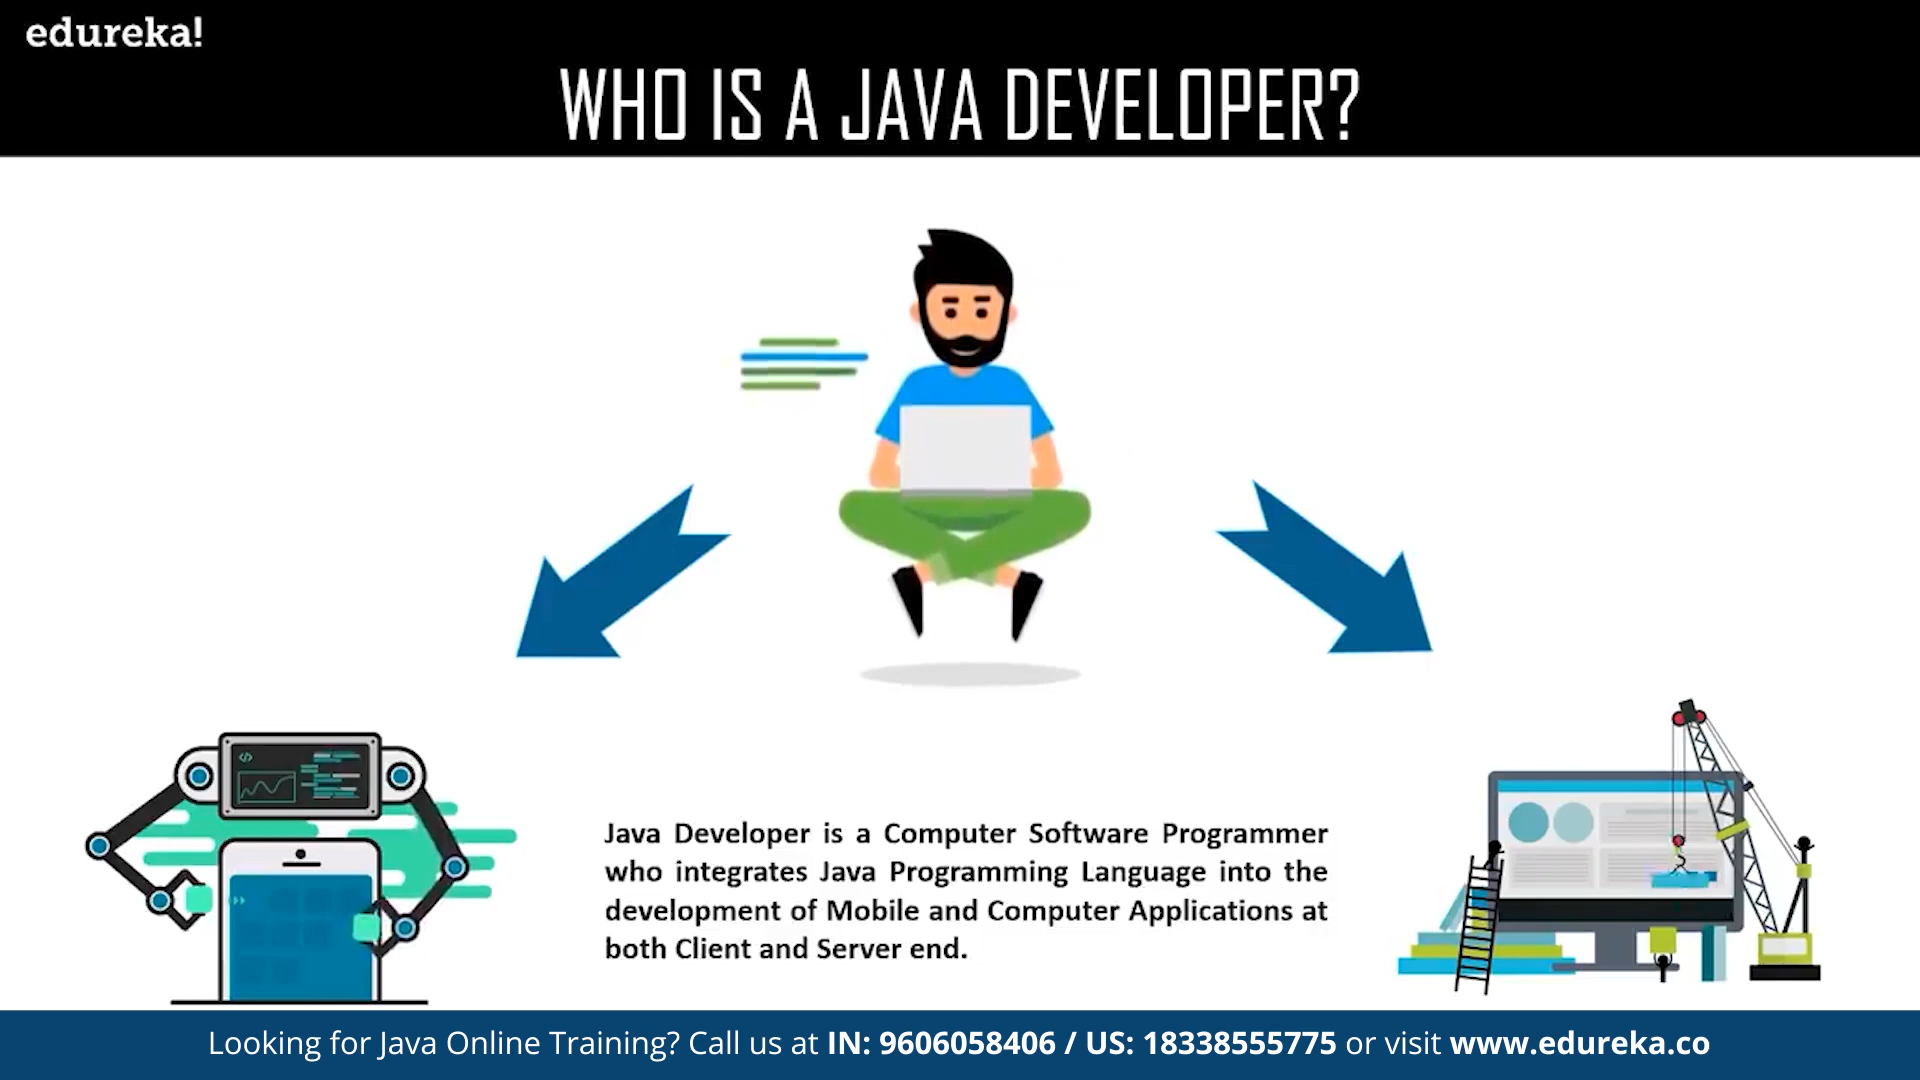 edureka!
WHO IS A JAVA DEVELOPER?
Java Developer is a Computer Software Programmer
who integrates Java Programming Language into the
development of Mobile and Computer Applications at
both Client and Server end.
Looking for Java Online Training? Call us at IN: 9606058406 / US: 18338555775 or visit www.edureka.co